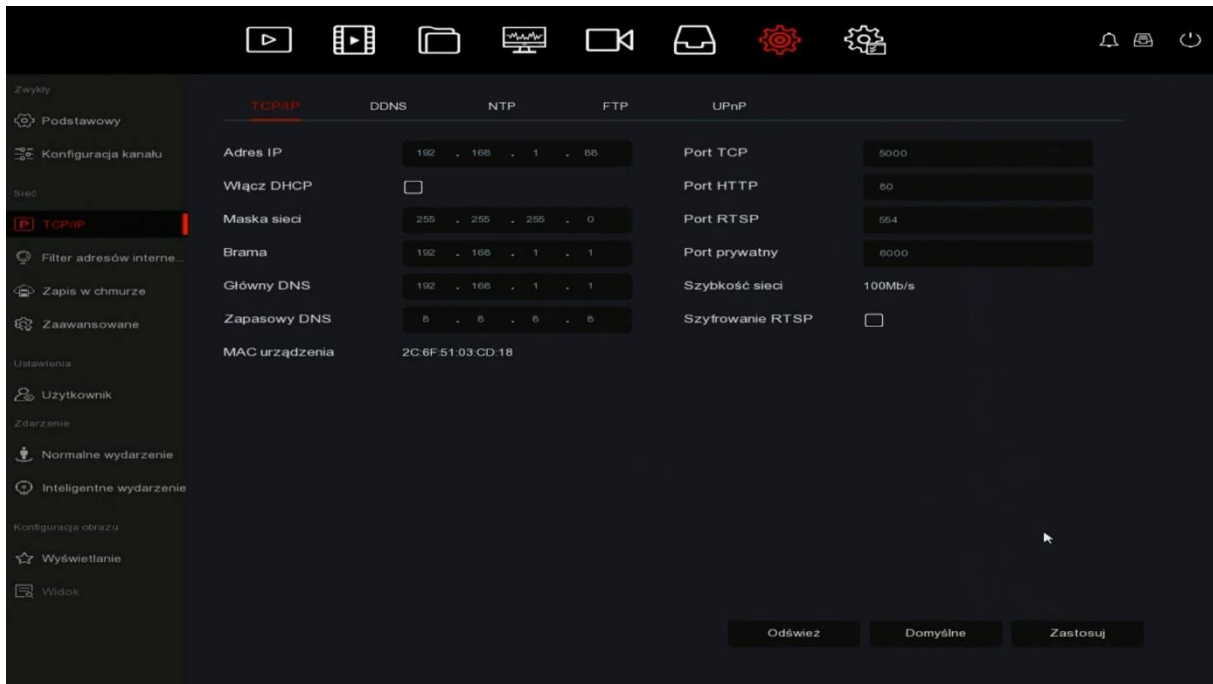 Zwykły
Podstawowy
Konfiguracja kanału
Sieć
P TCP/IP
Filter adresów interne...
Zapis w chmurze
Zaawansowane
Ustawienia
Użytkownik
Zdarzenie
Normalne wydarzenie
Inteligentne wydarzenie
Konfiguracja obrazu
Wyświetlanie
Widok
TCP/IP DDNS NTP FTP UPnP
Adres IP 192 . 168 . 1 . 88
Włącz DHCP
Maska sieci 255 . 255 . 255 . 0
Brama 192 . 168 . 1 . 1
Główny DNS 192 . 168 . 1 . 1
Zapasowy DNS 8 . 8 . 8 . 8
MAC urządzenia 2C:6F:51:03:CD:18
Port TCP 5000
Port HTTP 80
Port RTSP 554
Port prywatny 6000
Szybkość sieci 100Mb/s
Szyfrowanie RTSP
Odśwież Domyślne Zastosuj